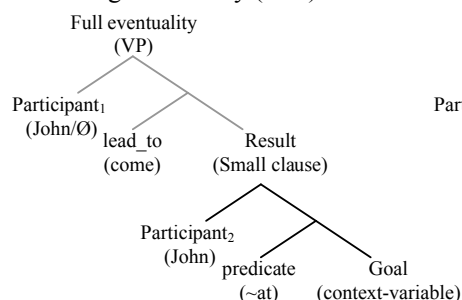 Full eventuality
(VP)
Participant₁
(John/Ø)
Par
lead_to
(come)
Result
(Small clause)
Participant₂
(John)
predicate
(~at)
Goal
(context-variable)